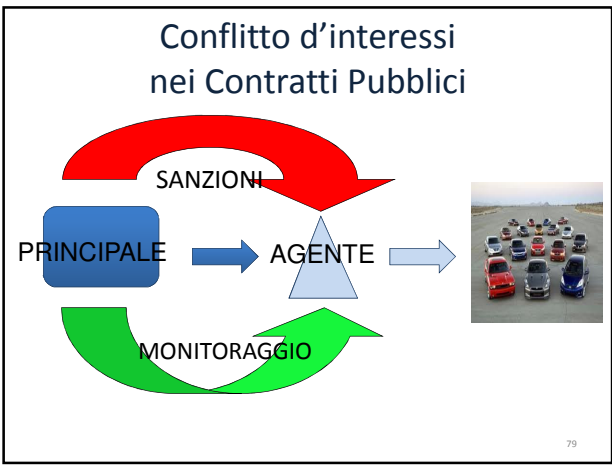 Conflitto d’interessi
nei Contratti Pubblici
SANZIONI
PRINCIPALE
AGENTE
MONITORAGGIO
79